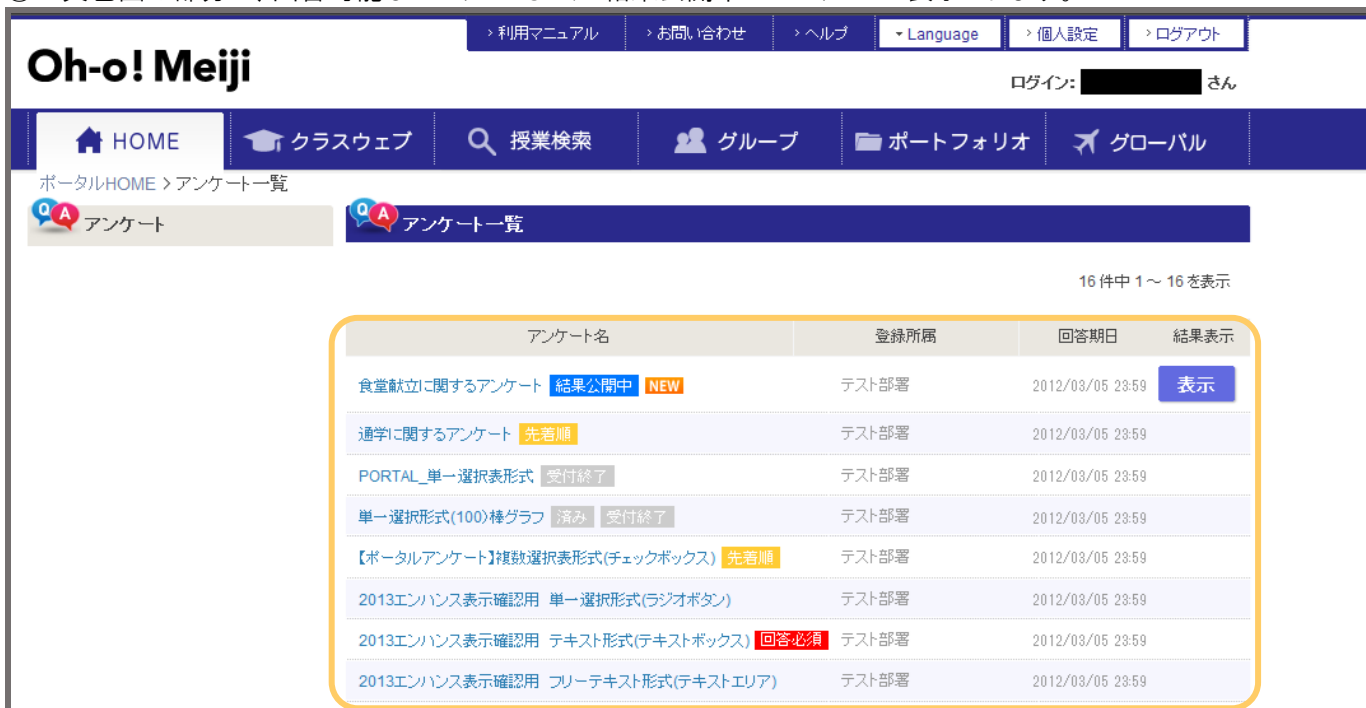 ›利用マニュアル ›お問い合わせ ›ヘルプ Language ›個人設定 ›ログアウト
Oh-o! Meiji
ログイン: さん
HOME クラスウェブ 授業検索 グループ ポートフォリオ グローバル
ポータルHOME › アンケート一覧
Q A アンケート
Q A アンケート一覧
16 件中 1 ～ 16 を表示
アンケート名 登録所属 回答期日 結果表示
食堂献立に関するアンケート 結果公開中 NEW テスト部署 2012/03/05 23:59 表示
通学に関するアンケート 先着順 テスト部署 2012/03/05 23:59
PORTAL_単一選択表形式 受付終了 テスト部署 2012/03/05 23:59
単一選択形式(100)棒グラフ 済み 受付終了 テスト部署 2012/03/05 23:59
【ポータルアンケート】複数選択表形式(チェックボックス) 先着順 テスト部署 2012/03/05 23:59
2013エンハンス表示確認用 単一選択形式(ラジオボタン) テスト部署 2012/03/05 23:59
2013エンハンス表示確認用 テキスト形式(テキストボックス) 回答必須 テスト部署 2012/03/05 23:59
2013エンハンス表示確認用 フリーテキスト形式(テキストエリア) テスト部署 2012/03/05 23:59